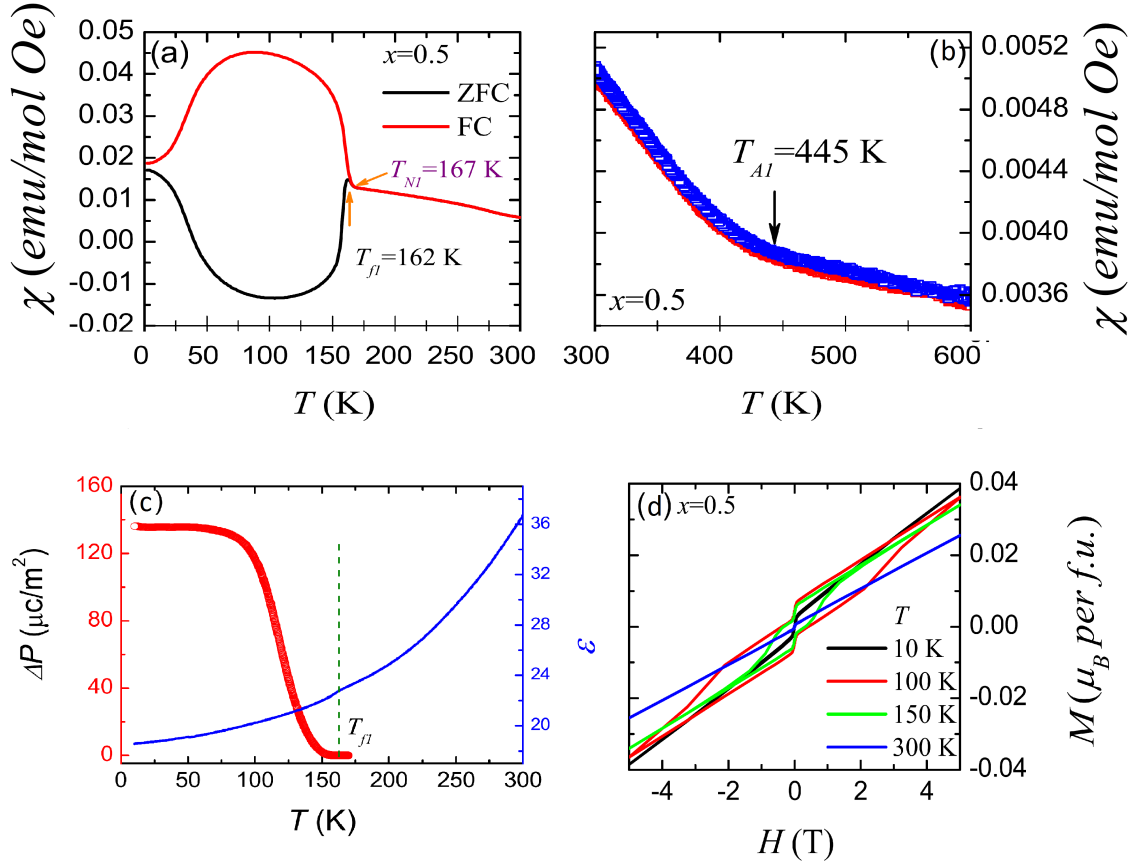 (a)
x=0.5
ZFC
FC
T_N1=167 K
T_f1=162 K
χ (emu/mol Oe)
0.05
0.04
0.03
0.02
0.01
0.00
-0.01
-0.02
0 50 100 150 200 250 300
T (K)
(b)
T_A1=445 K
x=0.5
0.0052
0.0048
0.0044
0.0040
0.0036
χ (emu/mol Oe)
300 400 500 600
T (K)
(c)
160
120
80
40
0
ΔP (μc/m²)
T_f1
36
32
28
24
20
ε
0 50 100 150 200 250 300
T (K)
(d)
x=0.5
T
10 K
100 K
150 K
300 K
0.04
0.02
0.00
-0.02
-0.04
M (μ_B per f.u.)
-4 -2 0 2 4
H (T)